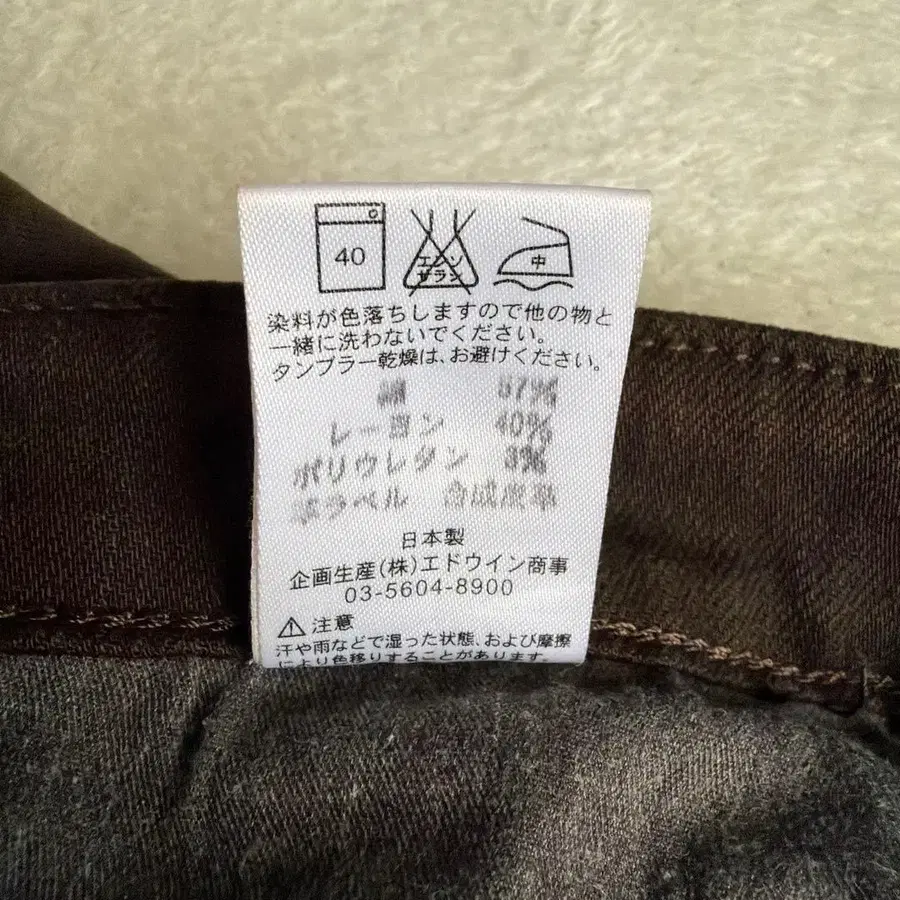 40
エンソ
サラシ
中
染料が色落ちしますので他の物と
一緒に洗わないでください。
タンブラー乾燥は、お避けください。
綿 57%
レーヨン 40%
ポリウレタン 3%
革ラベル 合成皮革
日本製
企画生産(株)エドウイン商事
03-5604-8900
注意
汗や雨などで湿った状態、および摩擦
により色移りすることがあります。